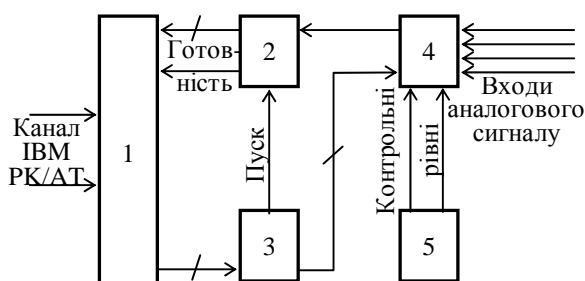 Готов-
ність
2
4
Входи
аналогового
сигналу
Канал
IBM
PK/AT
1
Пуск
Контрольні
рівні
3
5